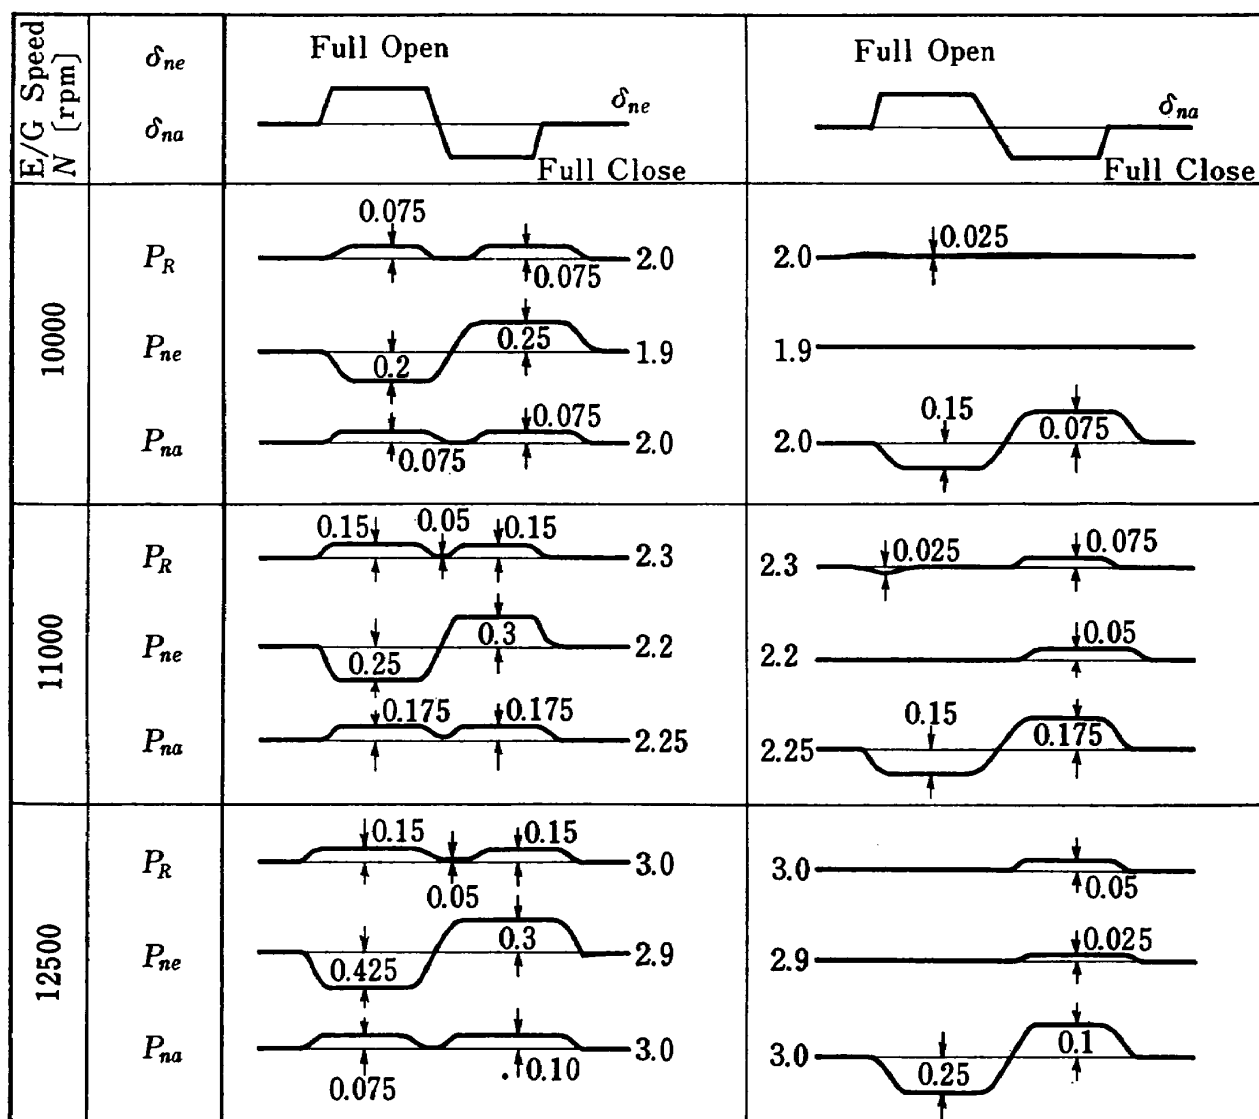 E/G Speed
N [rpm]
δne
δna
Full Open
δne
Full Close
Full Open
δna
Full Close
10000
PR
0.075
0.075
2.0
2.0
0.025
Pne
0.2
0.25
1.9
1.9
Pna
0.075
0.075
2.0
2.0
0.15
0.075
11000
PR
0.15
0.05
0.15
2.3
2.3
0.025
0.075
Pne
0.25
0.3
2.2
2.2
0.05
Pna
0.175
0.175
2.25
2.25
0.15
0.175
12500
PR
0.15
0.05
0.15
3.0
3.0
0.05
Pne
0.425
0.3
2.9
2.9
0.025
Pna
0.075
0.10
3.0
3.0
0.25
0.1